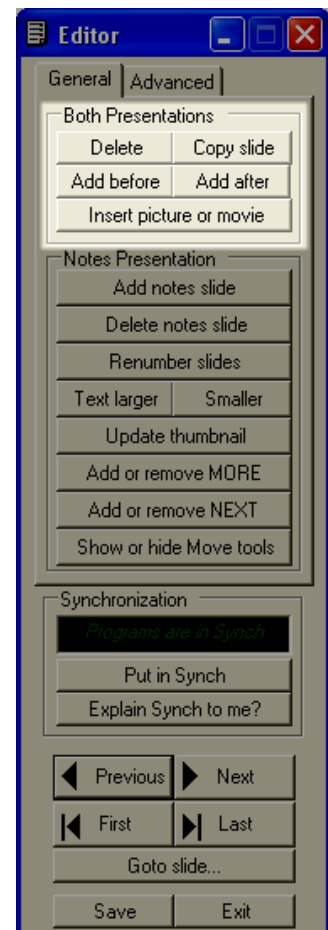 Editor
General Advanced
Both Presentations
Delete Copy slide
Add before Add after
Insert picture or movie
Notes Presentation
Add notes slide
Delete notes slide
Renumber slides
Text larger Smaller
Update thumbnail
Add or remove MORE
Add or remove NEXT
Show or hide Move tools
Synchronization
Programs are in Synch
Put in Synch
Explain Synch to me?
Previous Next
First Last
Goto slide...
Save Exit